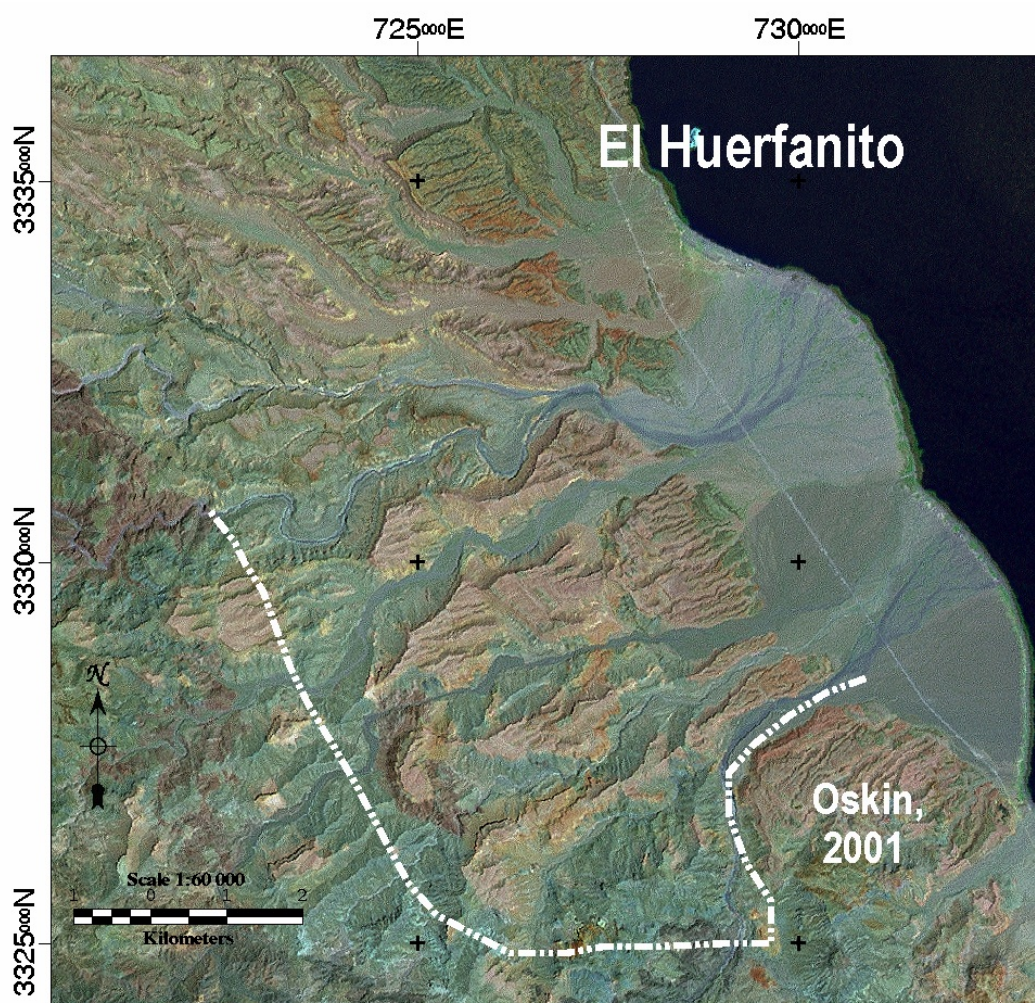 725000E 730000E
El Huerfanito
3335000N
3330000N
3325000N
N
Oskin,
2001
Scale 1:60 000
1 0 1 2
Kilometers